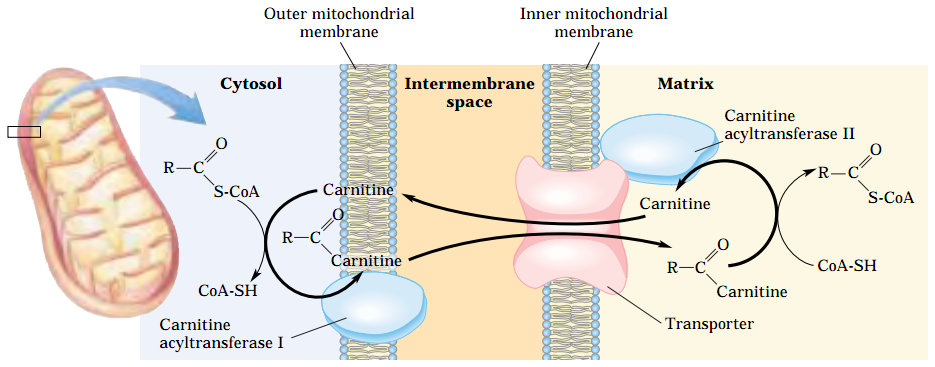 Outer mitochondrial
membrane
Inner mitochondrial
membrane
Cytosol
Intermembrane
space
Matrix
Carnitine
acyltransferase II
O
R—C
S-CoA
Carnitine
O
R—C
Carnitine
CoA-SH
Carnitine
acyltransferase I
Carnitine
O
R—C
S-CoA
O
R—C
Carnitine
CoA-SH
Transporter